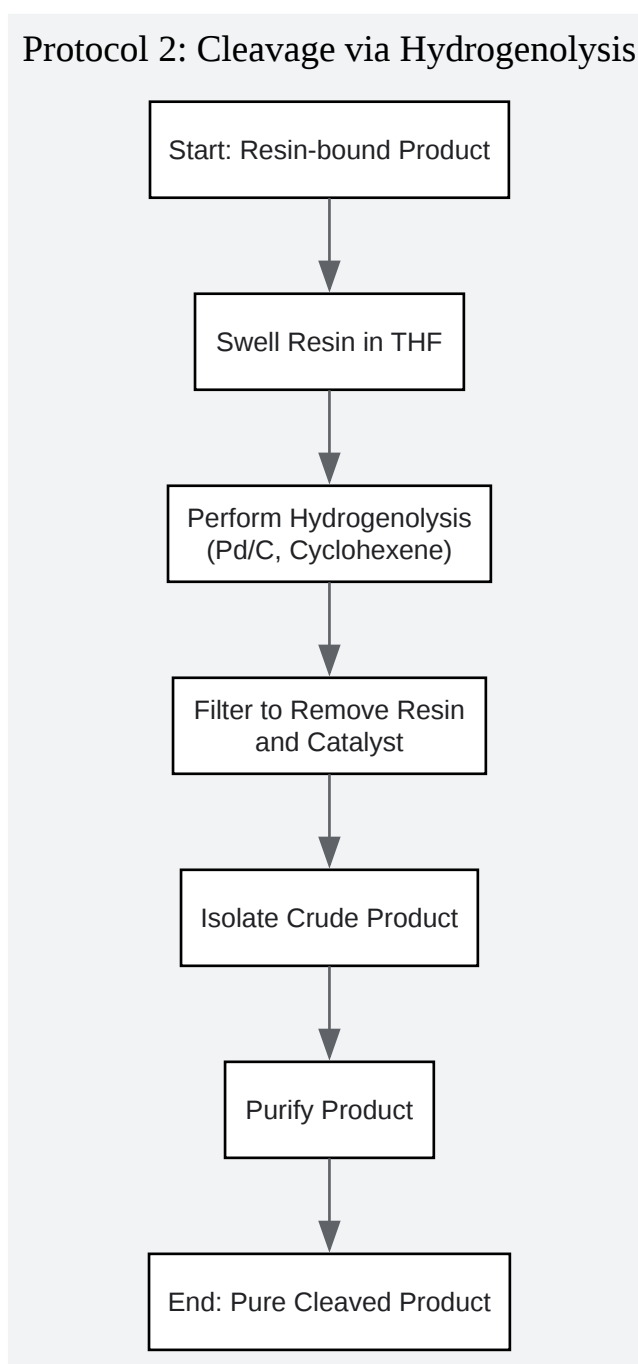 Protocol 2: Cleavage via Hydrogenolysis
Start: Resin-bound Product
Swell Resin in THF
Perform Hydrogenolysis
(Pd/C, Cyclohexene)
Filter to Remove Resin
and Catalyst
Isolate Crude Product
Purify Product
End: Pure Cleaved Product